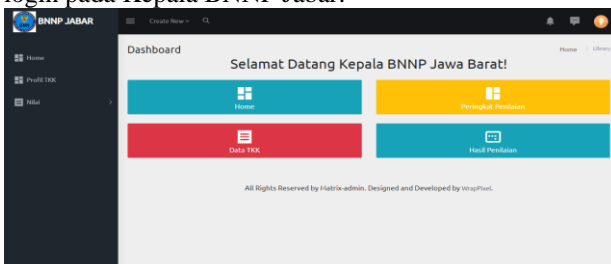 login pada Kepala BNNP Jabar.
BNNP JABAR
Create New
Home
Profil TKK
Nilai
Dashboard
Home > Library
Selamat Datang Kepala BNNP Jawa Barat!
Home
Peringkat Penilaian
Data TKK
Hasil Penilaian
All Rights Reserved by Matrix-admin. Designed and Developed by WrapPixel.